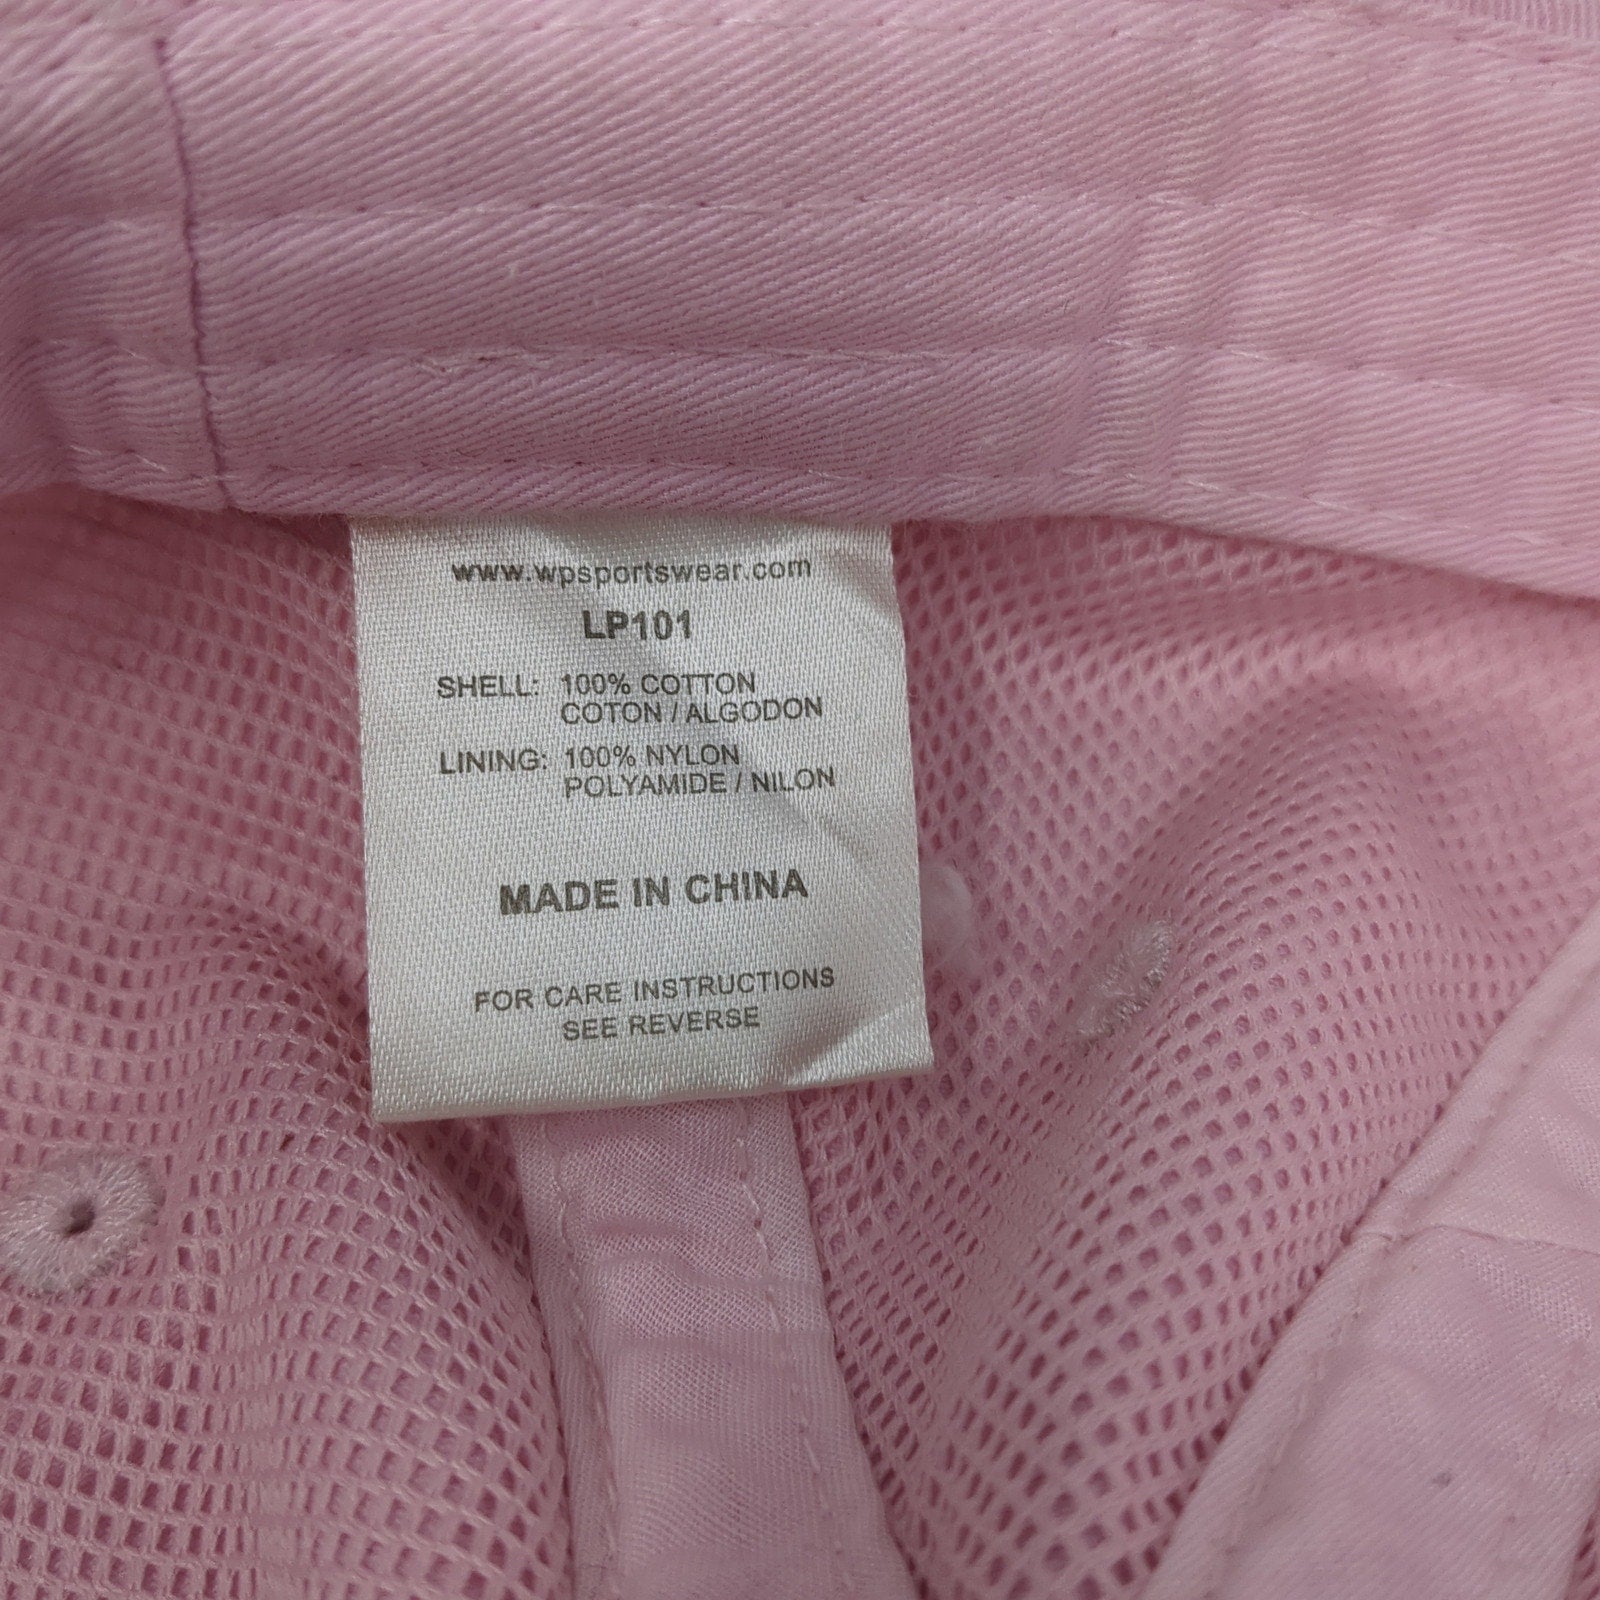 www.wpsportswear.com
LP101
SHELL: 100% COTTON
COTON / ALGODON
LINING: 100% NYLON
POLYAMIDE / NILON
MADE IN CHINA
FOR CARE INSTRUCTIONS
SEE REVERSE